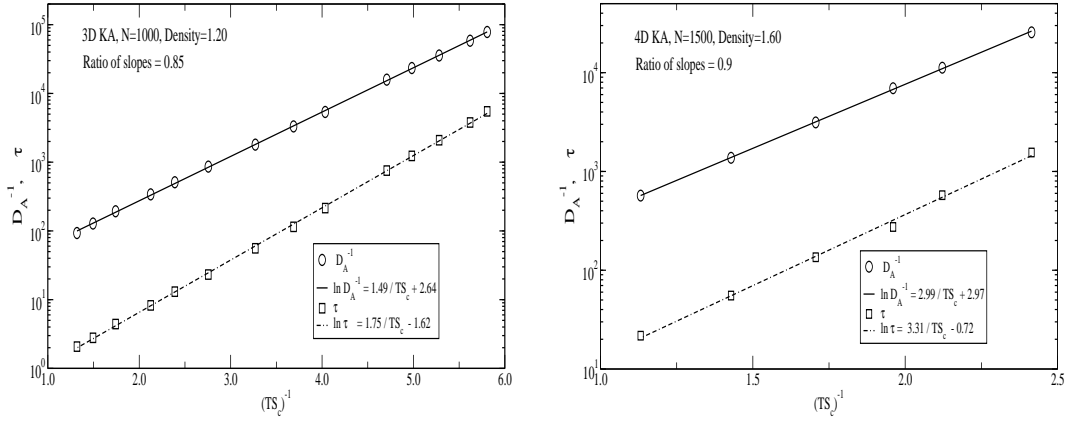 3D KA, N=1000, Density=1.20
Ratio of slopes = 0.85
D_A^-1, τ
10^5
10^4
10^3
10^2
10^1
10^0
○ D_A^-1
ln D_A^-1 = 1.49 / TS_c + 2.64
□ τ
ln τ = 1.75 / TS_c - 1.62
1.0 2.0 3.0 4.0 5.0 6.0
(TS_c)^-1
4D KA, N=1500, Density=1.60
Ratio of slopes = 0.9
D_A^-1, τ
10^4
10^3
10^2
10^1
○ D_A^-1
ln D_A^-1 = 2.99 / TS_c + 2.97
□ τ
ln τ = 3.31 / TS_c - 0.72
1.0 1.5 2.0 2.5
(TS_c)^-1